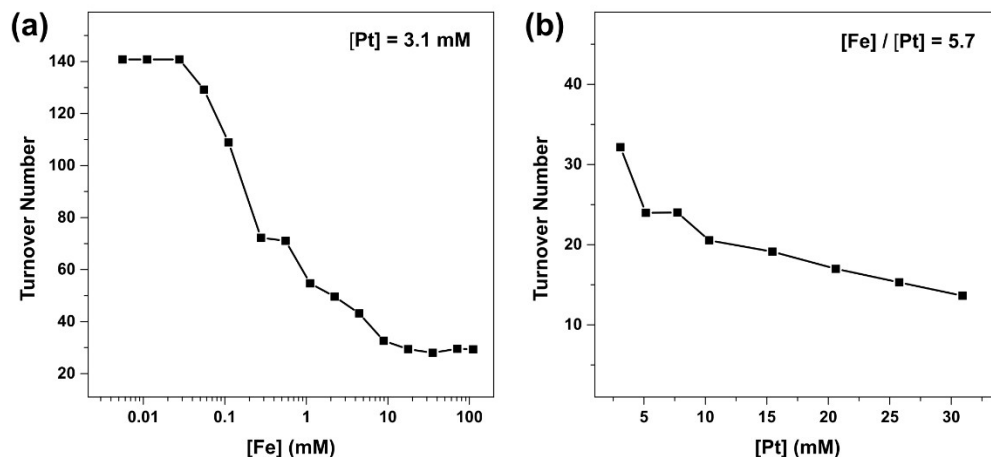 (a)
[Pt] = 3.1 mM
Turnover Number
140
120
100
80
60
40
20
0.01 0.1 1 10 100
[Fe] (mM)
(b)
[Fe] / [Pt] = 5.7
Turnover Number
40
30
20
10
5 10 15 20 25 30
[Pt] (mM)